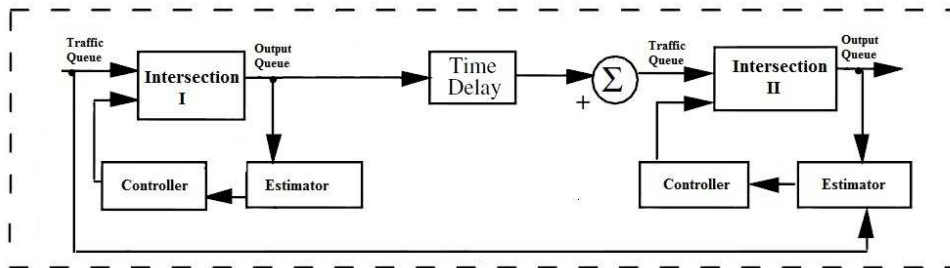 Traffic
Queue
Intersection
I
Output
Queue
Time
Delay
+
Σ
Traffic
Queue
Intersection
II
Output
Queue
Controller
Estimator
Controller
Estimator